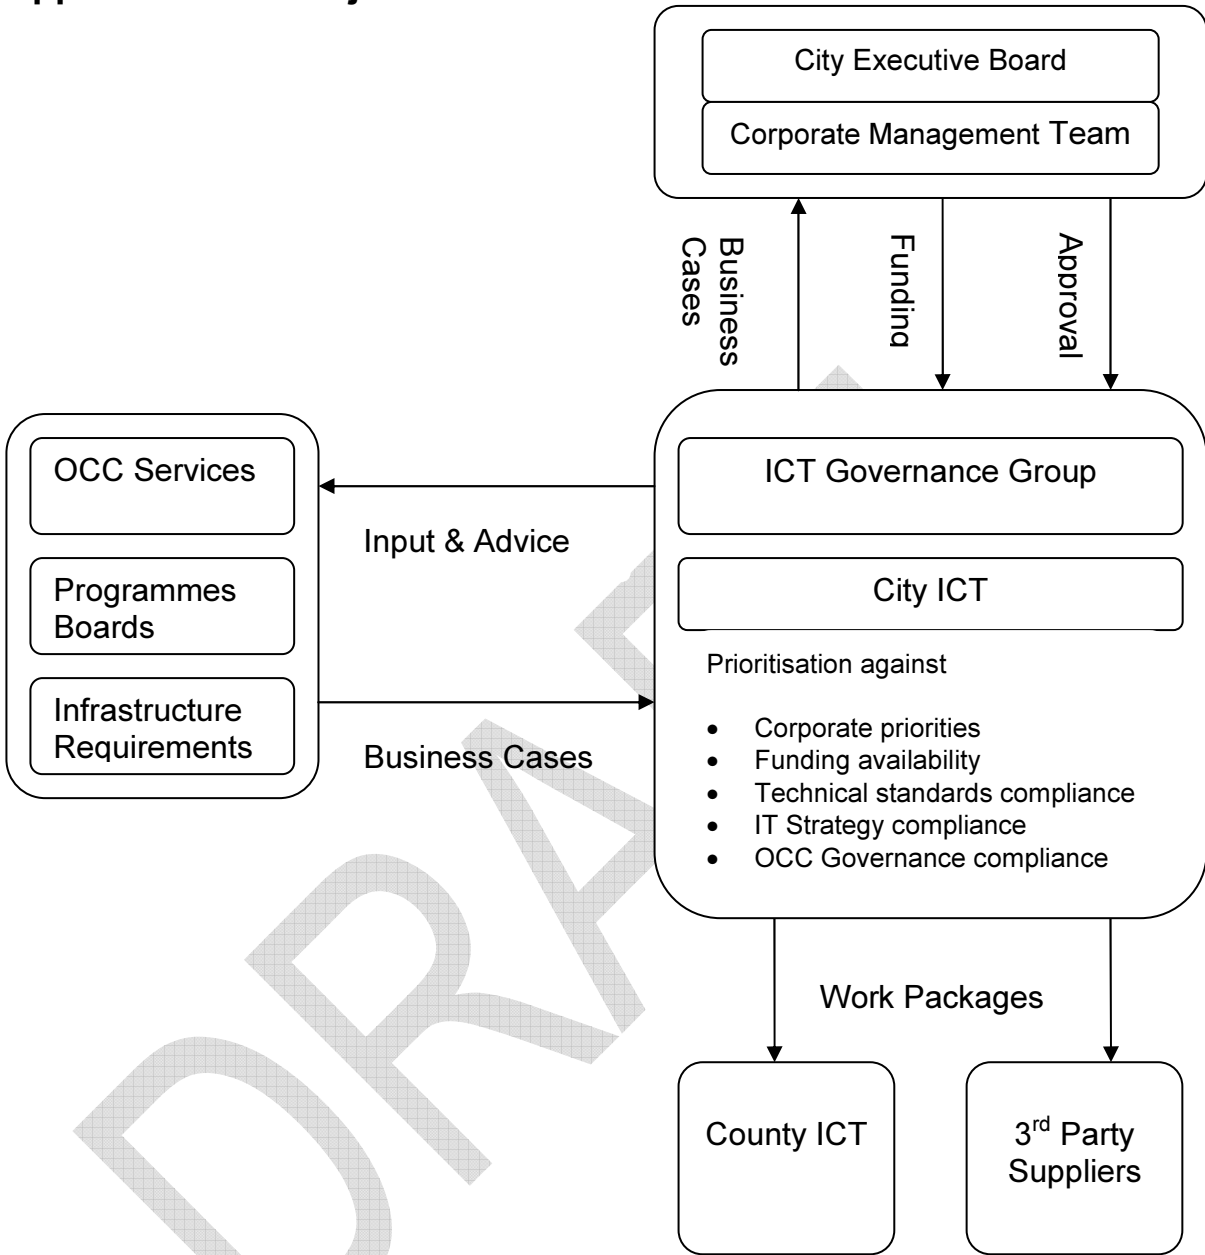 City Executive Board
Corporate Management Team
Business
Cases
Funding
Approval
OCC Services
Programmes
Boards
Infrastructure
Requirements
Input & Advice
Business Cases
ICT Governance Group
City ICT
Prioritisation against
• Corporate priorities
• Funding availability
• Technical standards compliance
• IT Strategy compliance
• OCC Governance compliance
Work Packages
County ICT
3rd Party
Suppliers
DRAF